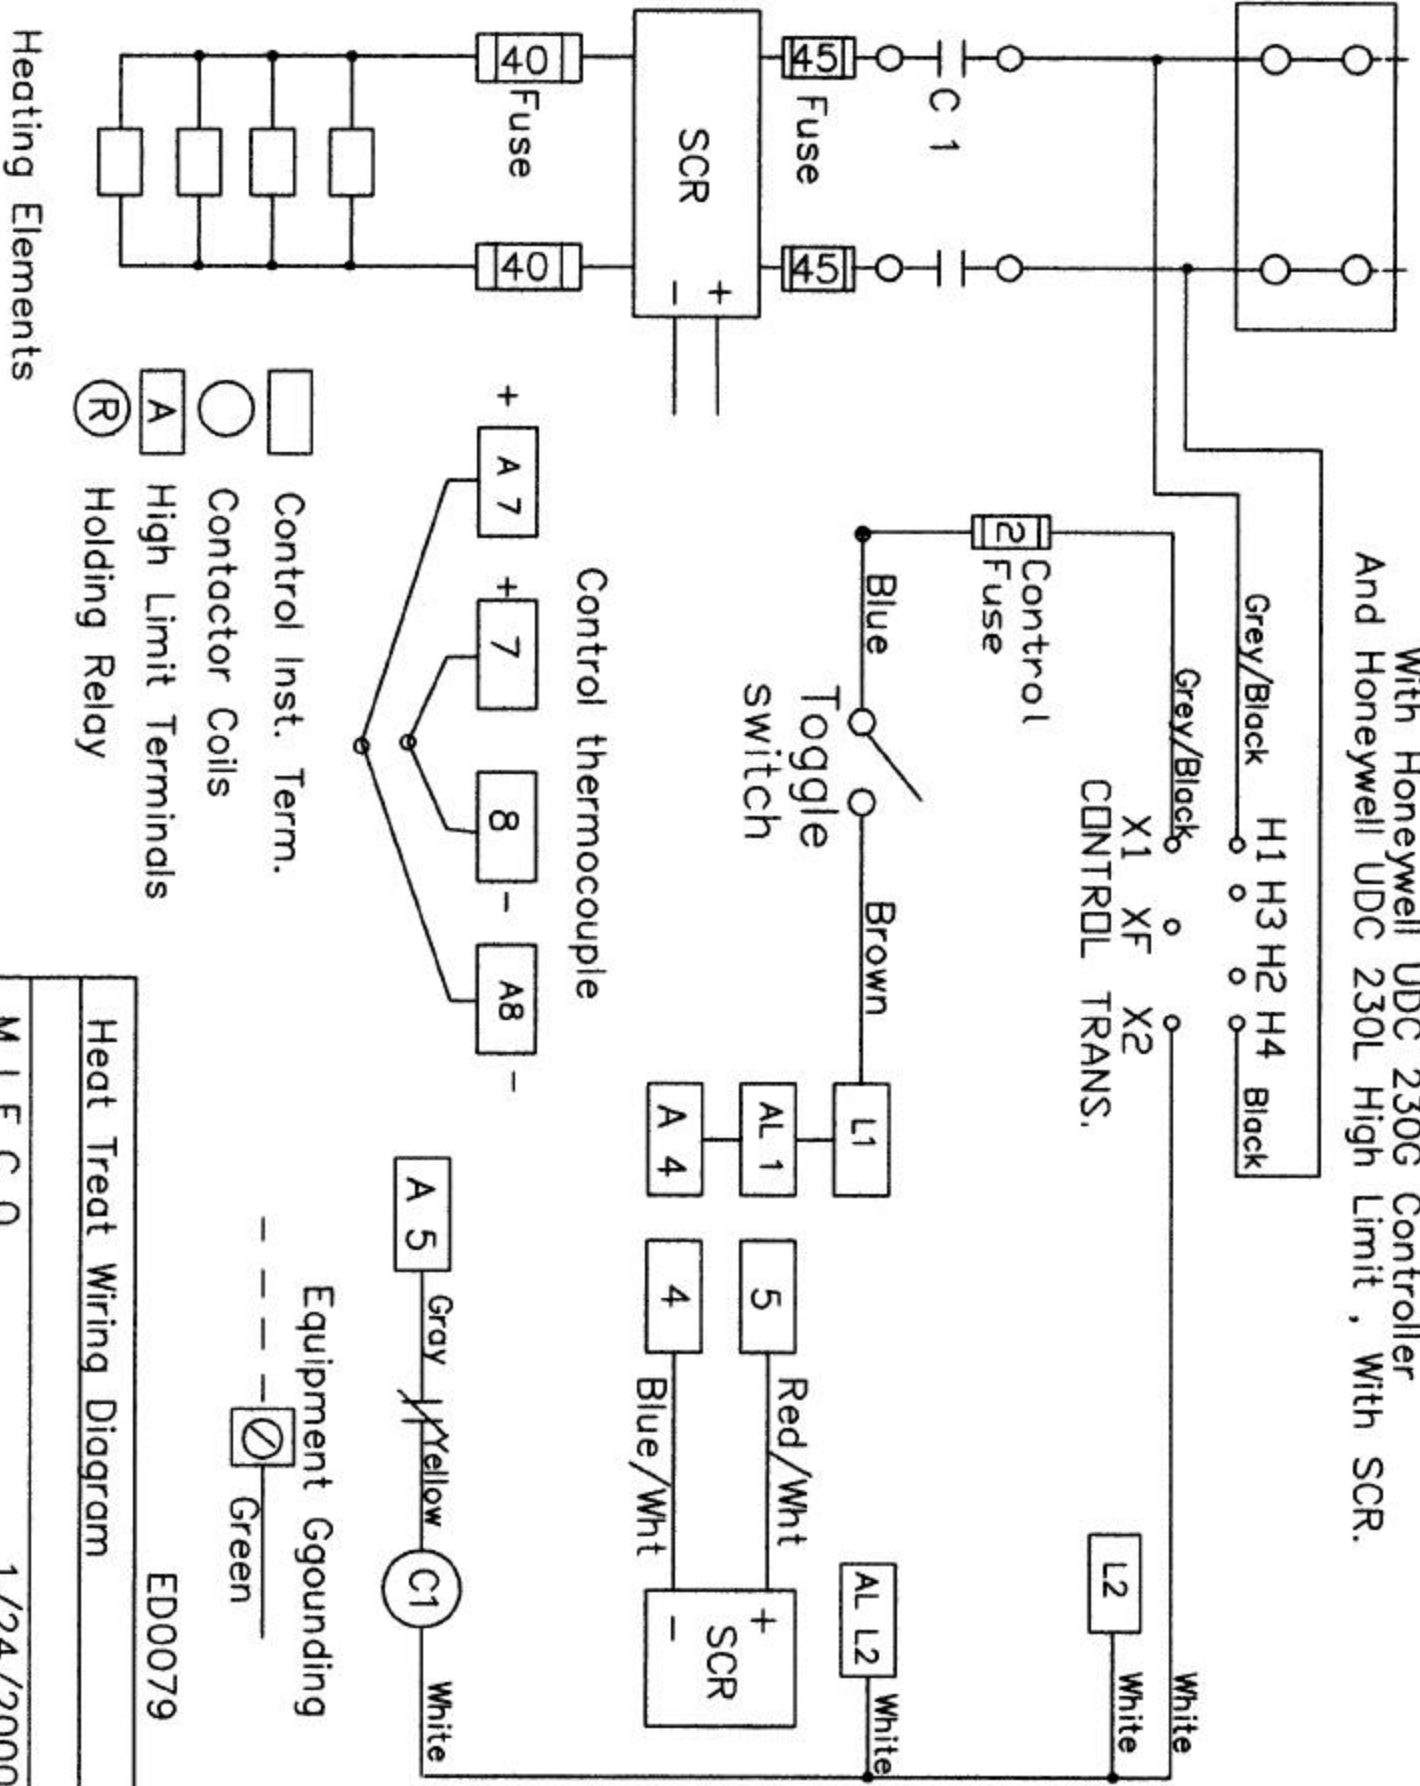 With Honeywell UDC 230G Controller
And Honeywell UDC 230L High Limit , With SCR.
Grey/Black
H1 H3 H2 H4
Black
Grey/Black
X1 XF X2
CONTROL TRANS.
White
L2
White
C 1
45
Fuse
45
SCR
+
-
40
Fuse
40
Heating Elements
2
Control
Fuse
Blue
Toggle
switch
Brown
L1
AL 1
A 4
5
4
Red/Wht
Blue/Wht
SCR
+
-
AL L2
White
Control thermocouple
+
A 7
+
7
8
-
A8
-
A 5
Gray
Yellow
C1
White
Control Inst. Term.
Contactor Coils
A
High Limit Terminals
R
Holding Relay
Equipment Ggounding
Green
ED0079
Heat Treat Wiring Diagram